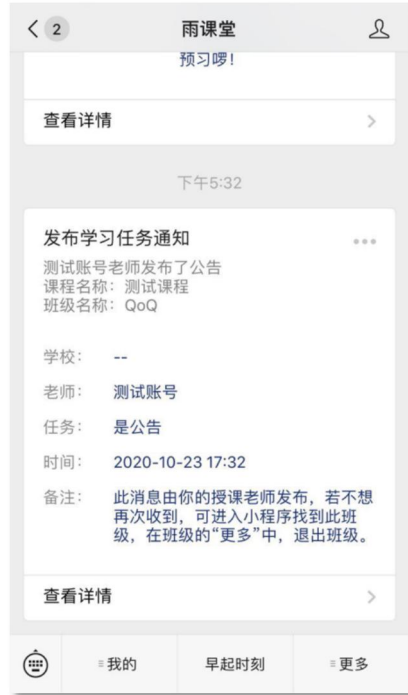 2
雨课堂
预习啰!
查看详情
下午5:32
发布学习任务通知
测试账号老师发布了公告
课程名称：测试课程
班级名称：QoQ
学校： --
老师： 测试账号
任务： 是公告
时间： 2020-10-23 17:32
备注： 此消息由你的授课老师发布，若不想
再次收到，可进入小程序找到此班
级，在班级的“更多”中，退出班级。
查看详情
我的
早起时刻
更多